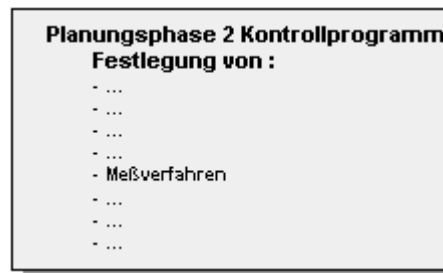 Planungsphase 2 Kontrollprogramm
Festlegung von :
- ...
- ...
- ...
- ...
- Meßverfahren
- ...
- ...
- ...